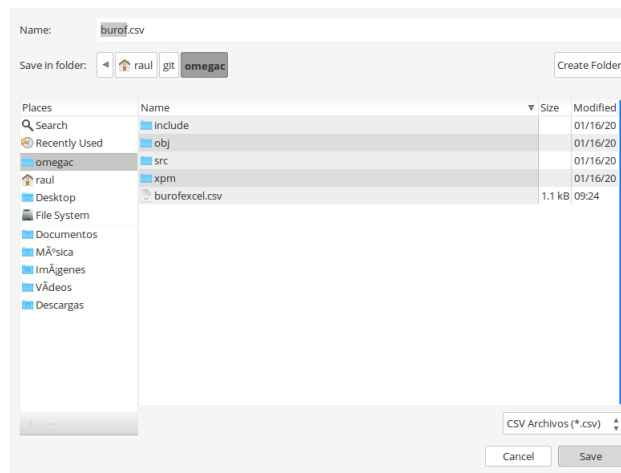 Name: burof.csv
Save in folder: raul git omegac Create Folder
Places Name Size Modified
Search include 01/16/20
Recently Used obj 01/16/20
omegac src 01/16/20
raul xpm 01/16/20
Desktop burofexcel.csv 1.1 kB 09:24
File System
Documentos
MÃºsica
ImÃ¡genes
VÃ­deos
Descargas
CSV Archivos (*.csv)
Cancel Save